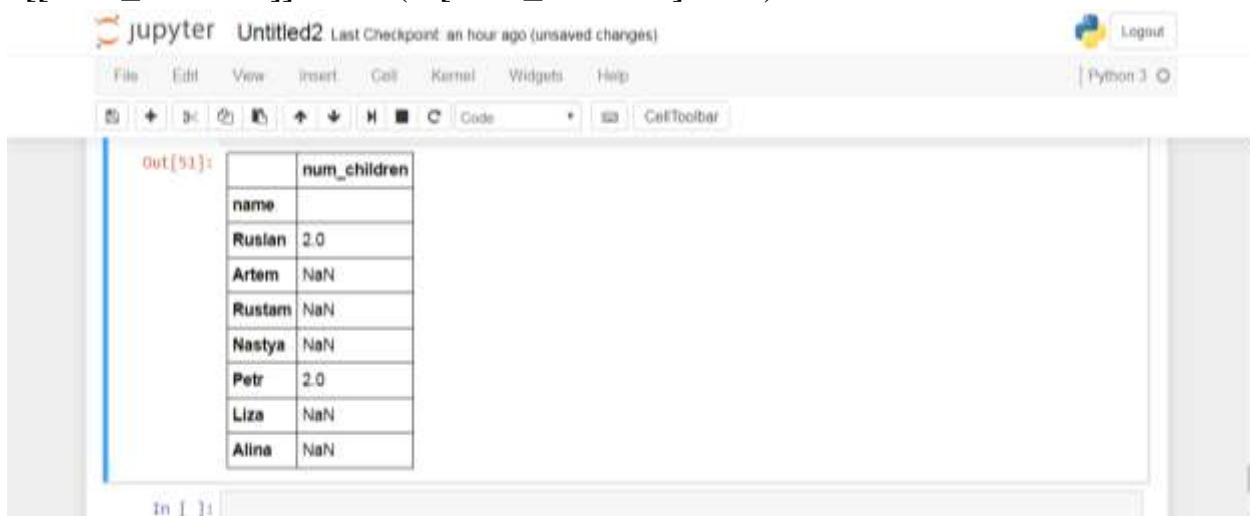 jupyter Untitled2 Last Checkpoint: an hour ago (unsaved changes) Logout
File Edit View Insert Cell Kernel Widgets Help Python 3
Code CellToolbar
Out[51]: num_children
name
Ruslan 2.0
Artem NaN
Rustam NaN
Nastya NaN
Petr 2.0
Liza NaN
Alina NaN
In [ ]: